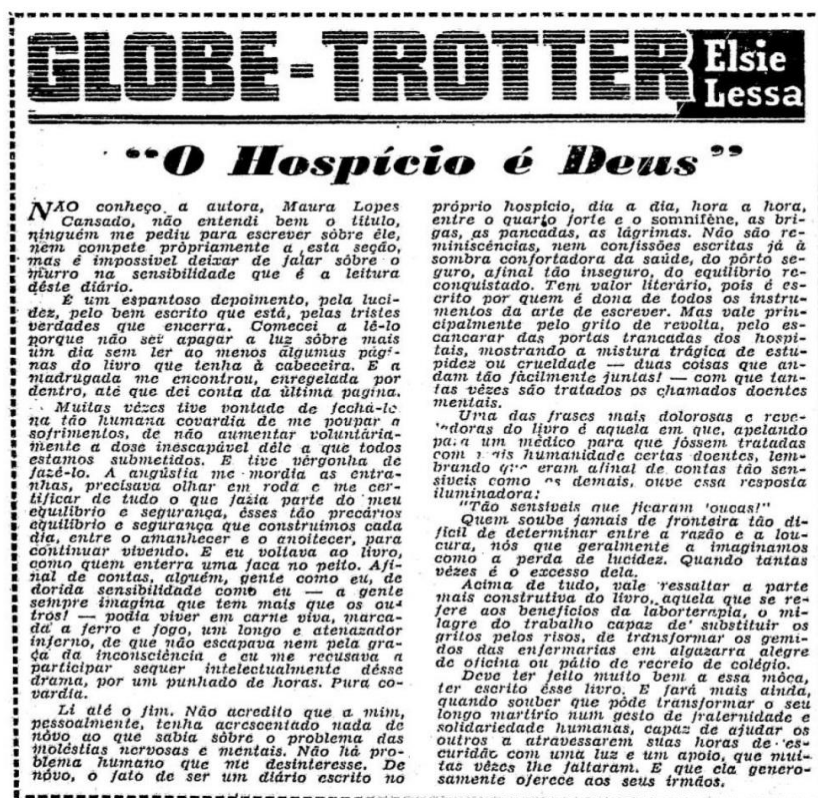 GLOBE-TROTTER
Elsie
Lessa
"O Hospício é Deus"
NÃO conheço a autora, Maura Lopes
Cansado, não entendi bem o título,
ninguém me pediu para escrever sôbre êle,
nem compete pròpriamente a esta seção,
mas é impossível deixar de falar sôbre o
murro na sensibilidade que é a leitura
dêste diário.
É um espantoso depoimento, pela luci-
dez, pelo bem escrito que está, pelas tristes
verdades que encerra. Comecei a lê-lo
porque não sei apagar a luz sôbre mais
um dia sem ler ao menos algumas pági-
nas do livro que tenha à cabeceira. E a
madrugada me encontrou, enregelada por
dentro, até que dei conta da última pagina.
Muitas vêzes tive vontade de fechá-lo
na tão humana covardia de me poupar a
sofrimentos, de não aumentar voluntària-
mente a dose inescapável dêle a que todos
estamos submetidos. E tive vergonha de
fazê-lo. A angústia me mordia as entra-
nhas, precisava olhar em roda e me cer-
tificar de tudo o que fazia parte do meu
equilíbrio e segurança, êsses tão precários
equilíbrio e segurança que construímos cada
dia, entre o amanhecer e o anoitecer, para
continuar vivendo. E eu voltava ao livro,
como quem enterra uma faca no peito. Afi-
nal de contas, alguém, gente como eu, de
dorida sensibilidade como eu — a gente
sempre imagina que tem mais que os ou-
tros! — podia viver em carne viva, marca-
da a ferro e fogo, um longo e atenazador
inferno, de que não escapava nem pela gra-
ça da inconsciência e eu me recusava a
participar sequer intelectualmente dêsse
drama, por um punhado de horas. Pura co-
vardia.
Li até o fim. Não acredito que a mim,
pessoalmente, tenha acrescentado nada de
nôvo ao que sabia sôbre o problema das
moléstias nervosas e mentais. Não há pro-
blema humano que me desinteresse. De
nôvo, o fato de ser um diário escrito no
próprio hospício, dia a dia, hora a hora,
entre o quarto forte e o somnifène, as bri-
gas, as pancadas, as lágrimas. Não são re-
miniscências, nem confissões escritas já à
sombra confortadora da saúde, do pôrto se-
guro, afinal tão inseguro, do equilíbrio re-
conquistado. Tem valor literário, pois é es-
crito por quem é dona de todos os instru-
mentos da arte de escrever. Mas vale prin-
cipalmente pelo grito de revolta, pelo es-
cancarar das portas trancadas dos hospi-
tais, mostrando a mistura trágica de estu-
pidez ou crueldade — duas coisas que an-
dam tão fàcilmente juntas! — com que tan-
tas vêzes são tratados os chamados doentes
mentais.
Uma das frases mais dolorosas e reve-
ladoras do livro é aquela em que, apelando
para um médico para que fôssem tratadas
com mais humanidade certas doentes, lem-
brando que eram afinal de contas tão sen-
síveis como os demais, ouve essa resposta
iluminadora:
"Tão sensíveis que ficaram loucas!"
Quem soube jamais de fronteira tão di-
fícil de determinar entre a razão e a lou-
cura, nós que geralmente a imaginamos
como a perda de lucidez. Quando tantas
vêzes é o excesso dela.
Acima de tudo, vale ressaltar a parte
mais construtiva do livro, aquela que se re-
fere aos benefícios da laborterapia, o mi-
lagre do trabalho capaz de substituir os
gritos pelos risos, de transformar os gemi-
dos das enfermarias em algazarra alegre
de oficina ou pátio de recreio de colégio.
Deve ter feito muito bem a essa môça,
ter escrito êsse livro. E fará mais ainda,
quando souber que pôde transformar o seu
longo martírio num gesto de fraternidade e
solidariedade humanas, capaz de ajudar os
outros a atravessarem suas horas de es-
curidão com uma luz e um apoio, que mui-
tas vêzes lhe faltaram. E que ela genero-
samente oferece aos seus irmãos.